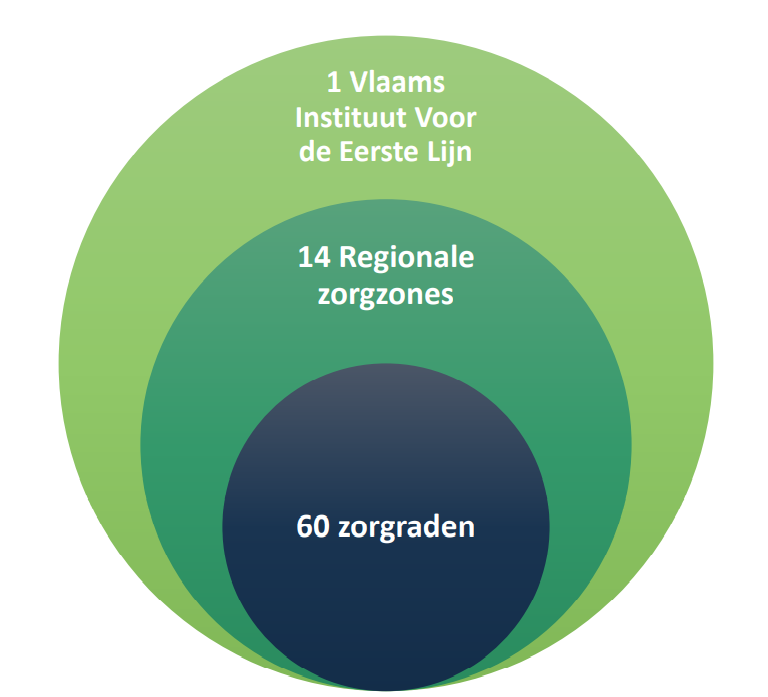 1 Vlaams
Instituut Voor
de Eerste Lijn
14 Regionale
zorgzones
60 zorgraden